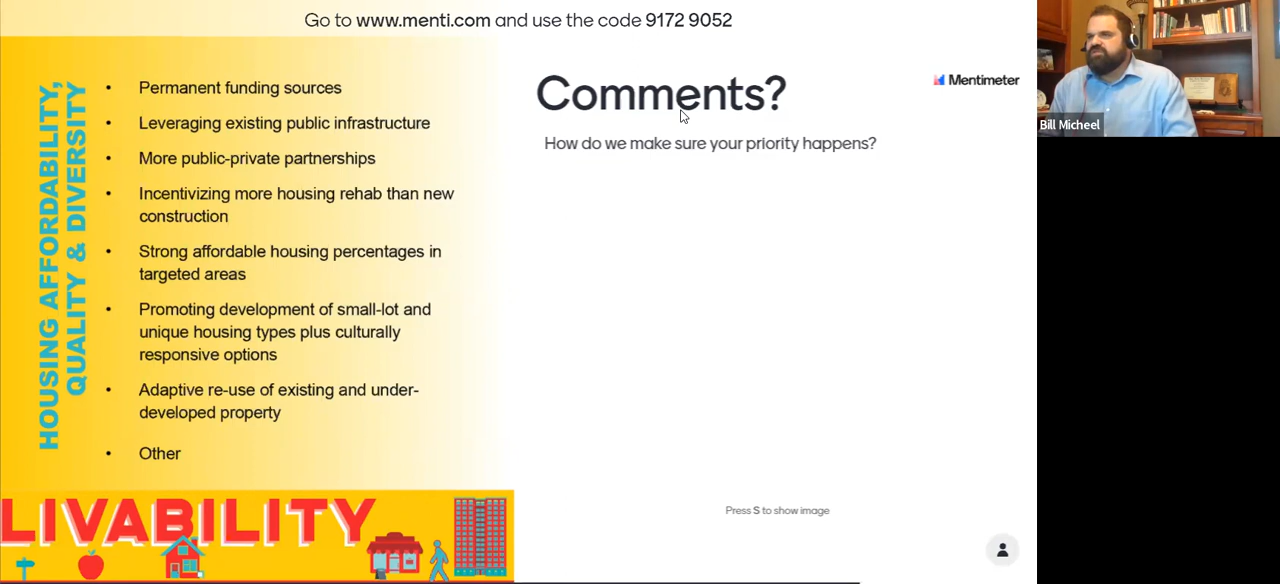 Go to www.menti.com and use the code 9172 9052
HOUSING AFFORDABILITY,
QUALITY & DIVERSITY
• Permanent funding sources
• Leveraging existing public infrastructure
• More public-private partnerships
• Incentivizing more housing rehab than new
construction
• Strong affordable housing percentages in
targeted areas
• Promoting development of small-lot and
unique housing types plus culturally
responsive options
• Adaptive re-use of existing and under-
developed property
• Other
LIVABILITY
Comments?
Mentimeter
How do we make sure your priority happens?
Press S to show image
Bill Micheel